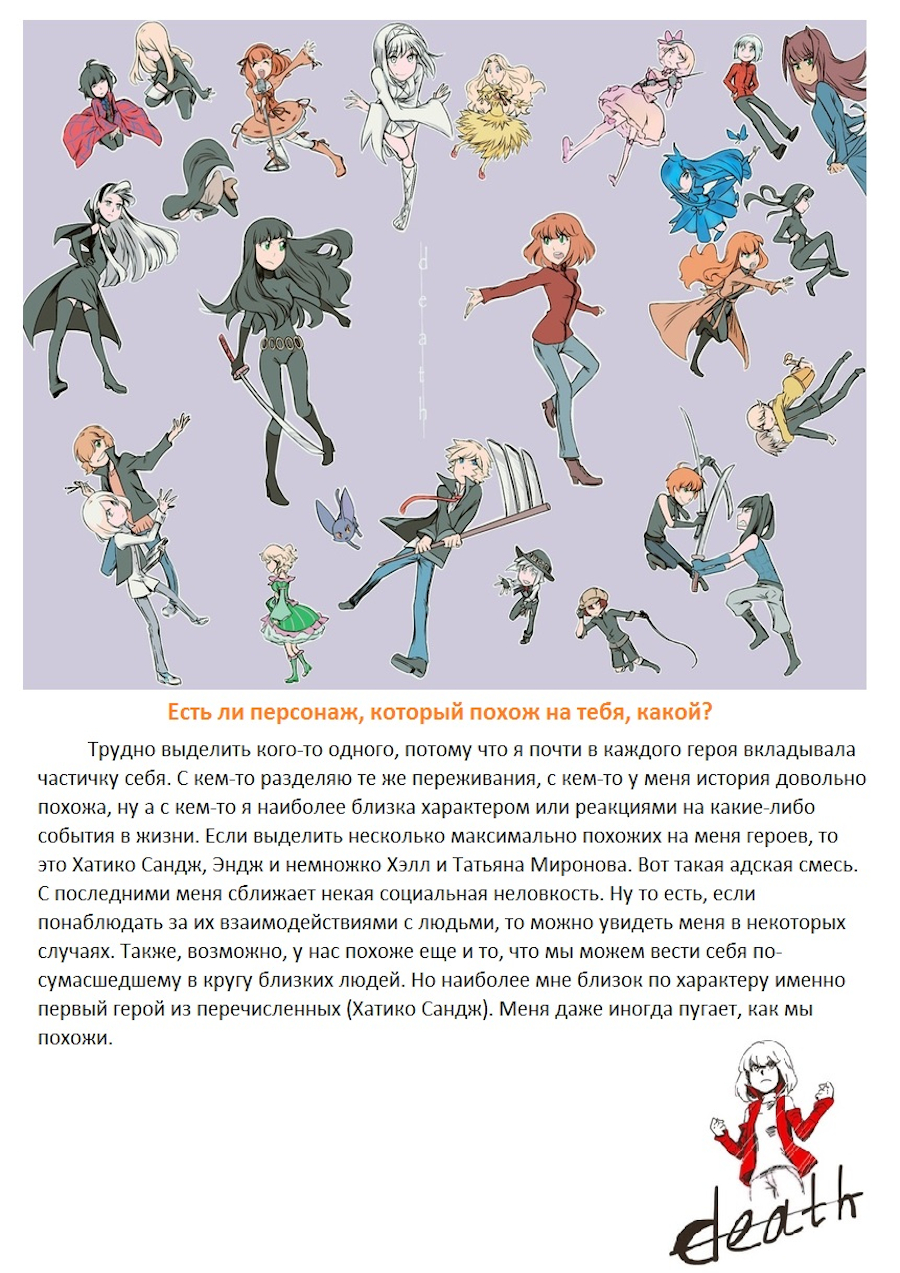 death
Есть ли персонаж, который похож на тебя, какой?
Трудно выделить кого-то одного, потому что я почти в каждого героя вкладывала
частичку себя. С кем-то разделяю те же переживания, с кем-то у меня история довольно
похожа, ну а с кем-то я наиболее близка характером или реакциями на какие-либо
события в жизни. Если выделить несколько максимально похожих на меня героев, то
это Хатико Сандж, Эндж и немножко Хэлл и Татьяна Миронова. Вот такая адская смесь.
С последними меня сближает некая социальная неловкость. Ну то есть, если
понаблюдать за их взаимодействиями с людьми, то можно увидеть меня в некоторых
случаях. Также, возможно, у нас похоже еще и то, что мы можем вести себя по-
сумасшедшему в кругу близких людей. Но наиболее мне близок по характеру именно
первый герой из перечисленных (Хатико Сандж). Меня даже иногда пугает, как мы
похожи.
death